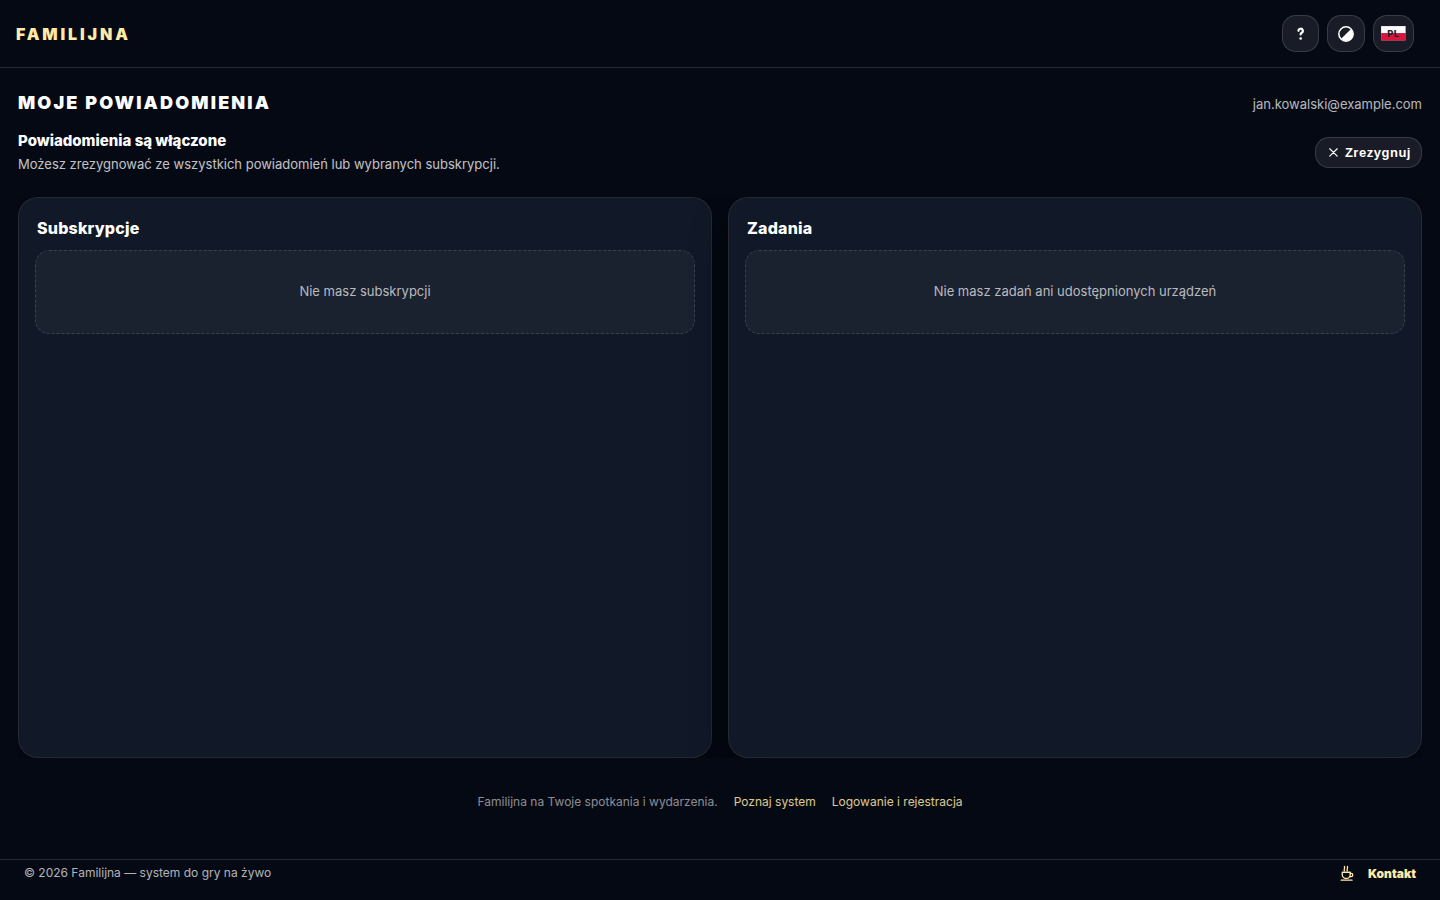 FAMILIJNA
?
PL
MOJE POWIADOMIENIA
jan.kowalski@example.com
Powiadomienia są włączone
Możesz zrezygnować ze wszystkich powiadomień lub wybranych subskrypcji.
Zrezygnuj
Subskrypcje
Nie masz subskrypcji
Zadania
Nie masz zadań ani udostępnionych urządzeń
Familijna na Twoje spotkania i wydarzenia. Poznaj system Logowanie i rejestracja
© 2026 Familijna — system do gry na żywo
Kontakt